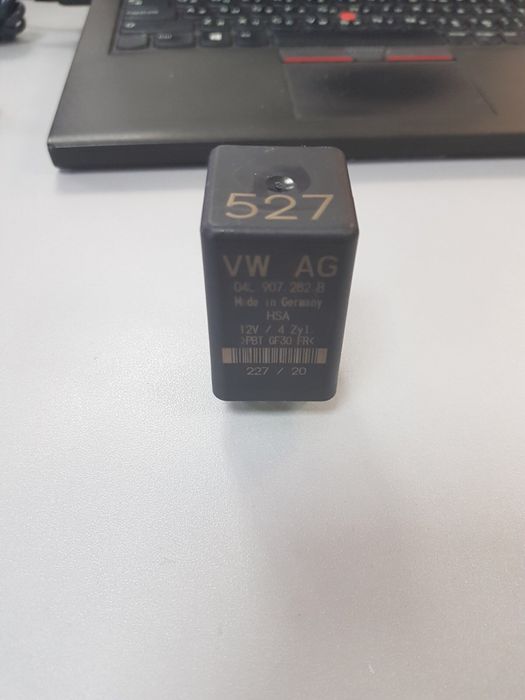 527
VW AG
04L 907 282 B
Made in Germany
HSA
12V / 4 Zyl.
>PBT GF30 FR<
227 / 20